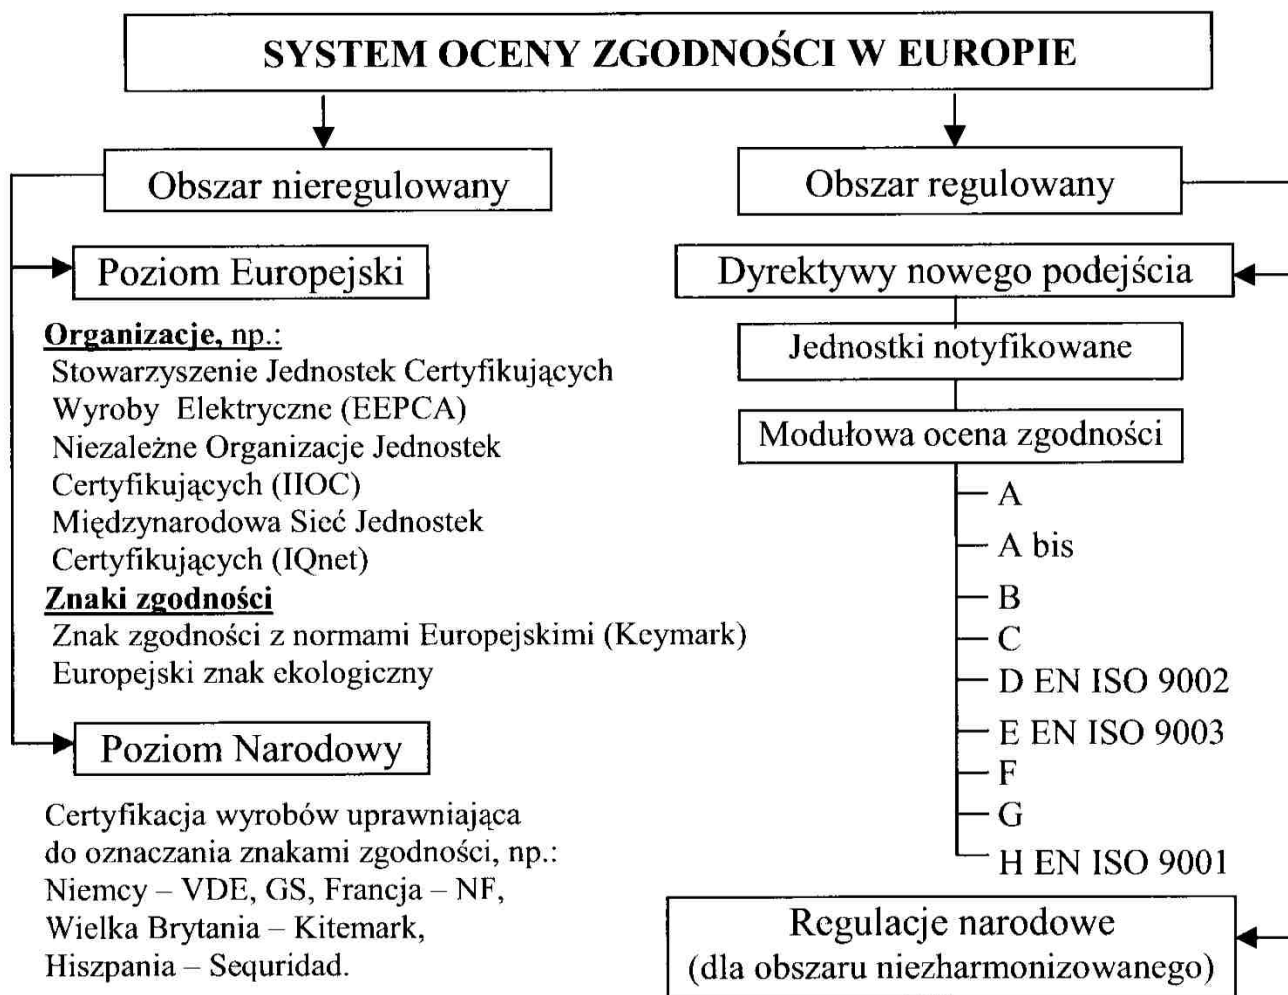 SYSTEM OCENY ZGODNOŚCI W EUROPIE
Obszar nieregulowany
Poziom Europejski
Organizacje, np.:
Stowarzyszenie Jednostek Certyfikujących
Wyroby Elektryczne (EEPCA)
Niezależne Organizacje Jednostek
Certyfikujących (IIOC)
Międzynarodowa Sieć Jednostek
Certyfikujących (IQnet)
Znaki zgodności
Znak zgodności z normami Europejskimi (Keymark)
Europejski znak ekologiczny
Poziom Narodowy
Certyfikacja wyrobów uprawniająca
do oznaczania znakami zgodności, np.:
Niemcy – VDE, GS, Francja – NF,
Wielka Brytania – Kitemark,
Hiszpania – Sequridad.
Obszar regulowany
Dyrektywy nowego podejścia
Jednostki notyfikowane
Modułowa ocena zgodności
A
A bis
B
C
D EN ISO 9002
E EN ISO 9003
F
G
H EN ISO 9001
Regulacje narodowe
(dla obszaru niezharmonizowanego)